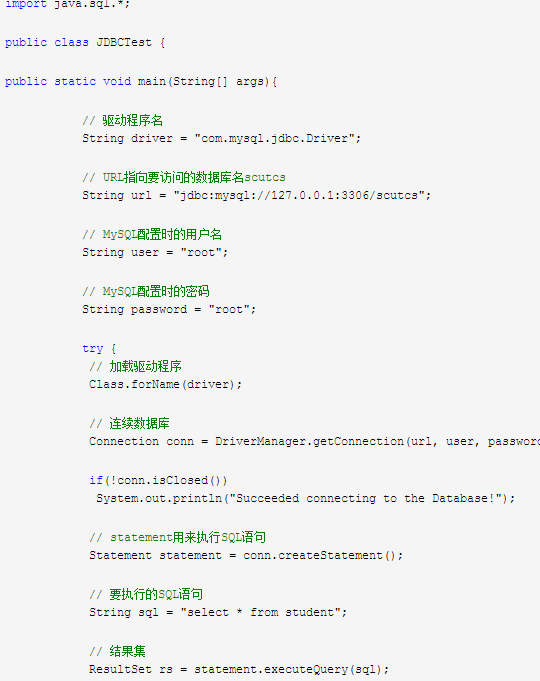 import java.sql.*;
public class JDBCTest {
public static void main(String[] args){
// 驱动程序名
String driver = "com.mysql.jdbc.Driver";
// URL指向要访问的数据库名scutcs
String url = "jdbc:mysql://127.0.0.1:3306/scutcs";
// MySQL配置时的用户名
String user = "root";
// MySQL配置时的密码
String password = "root";
try {
// 加载驱动程序
Class.forName(driver);
// 连续数据库
Connection conn = DriverManager.getConnection(url, user, password
if(!conn.isClosed())
System.out.println("Succeeded connecting to the Database!");
// statement用来执行SQL语句
Statement statement = conn.createStatement();
// 要执行的SQL语句
String sql = "select * from student";
// 结果集
ResultSet rs = statement.executeQuery(sql);